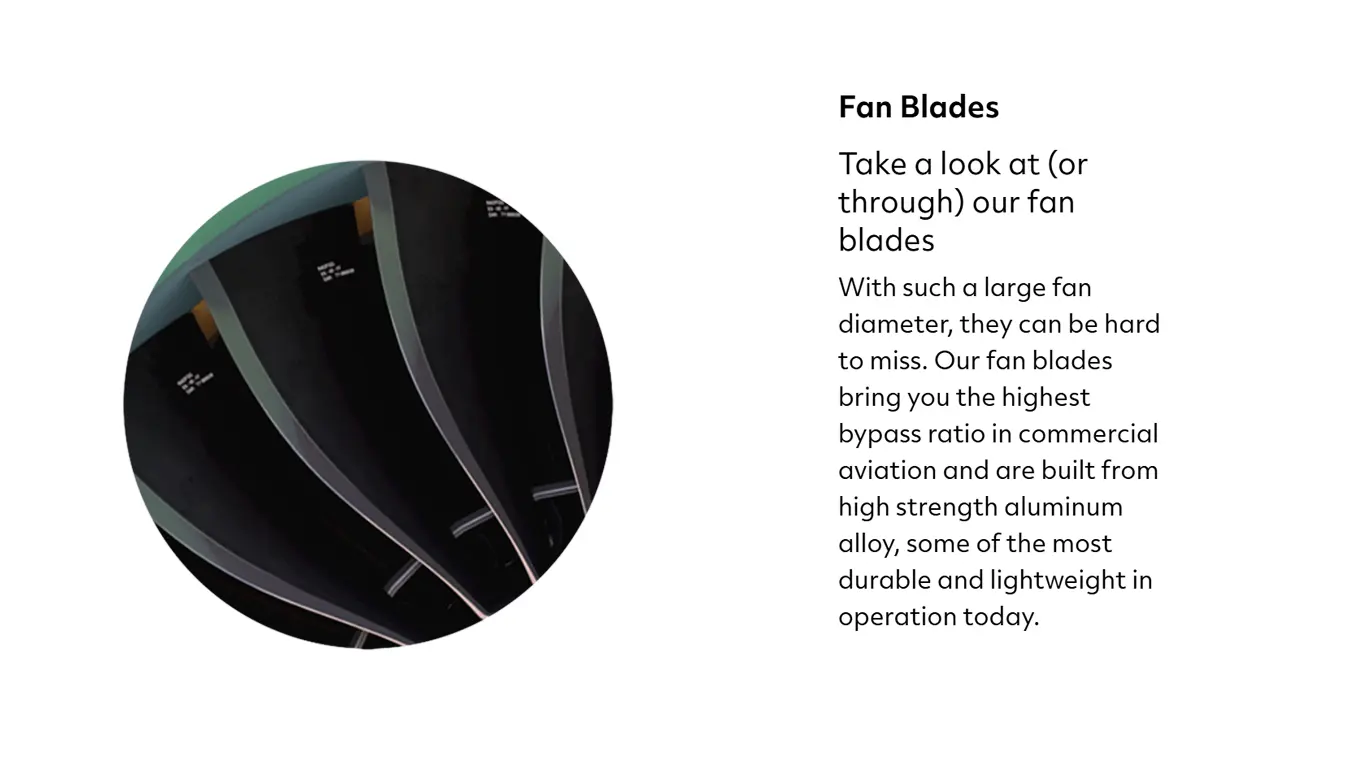 Fan Blades
Take a look at (or
through) our fan
blades
With such a large fan
diameter, they can be hard
to miss. Our fan blades
bring you the highest
bypass ratio in commercial
aviation and are built from
high strength aluminum
alloy, some of the most
durable and lightweight in
operation today.